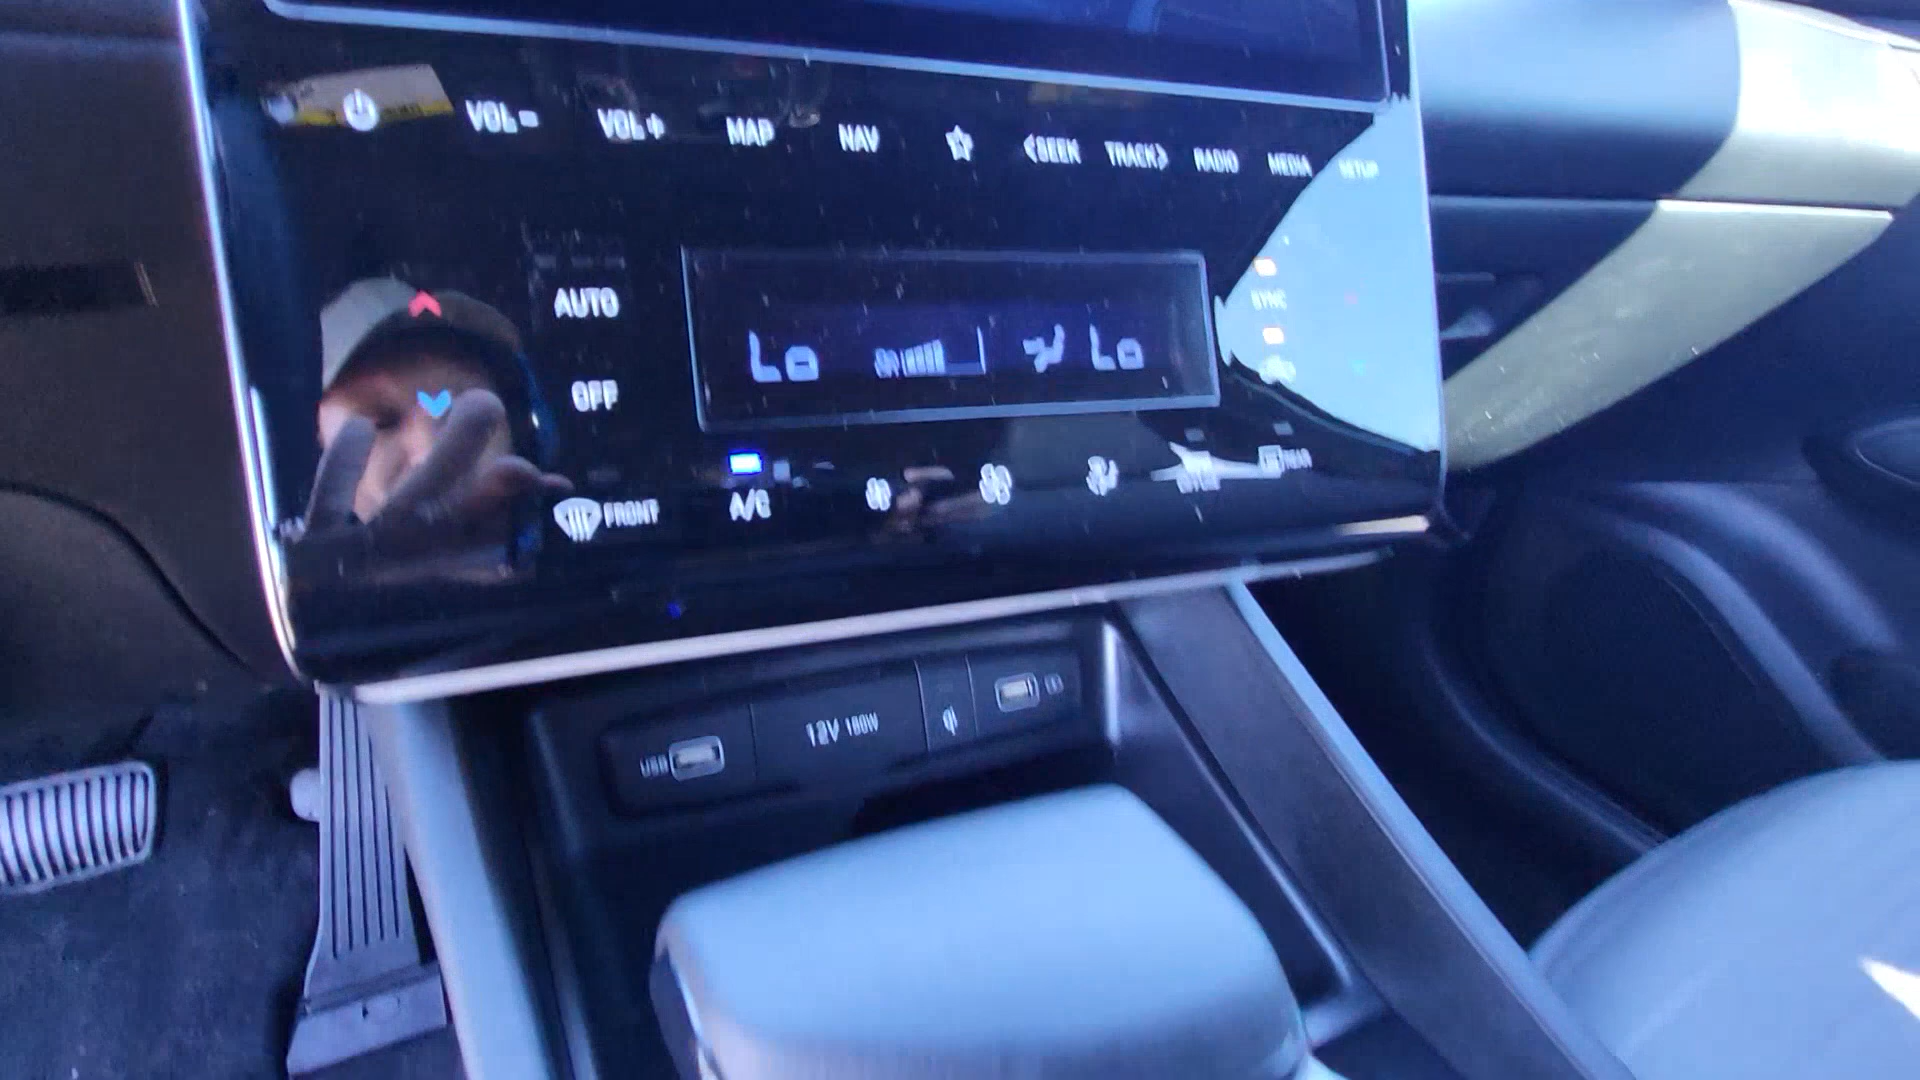 VOL- VOL+ MAP NAV <SEEK TRACK> RADIO MEDIA SETUP
AUTO
SYNC
Lo Lo
OFF
FRONT A/C REAR
USB 12V 180W